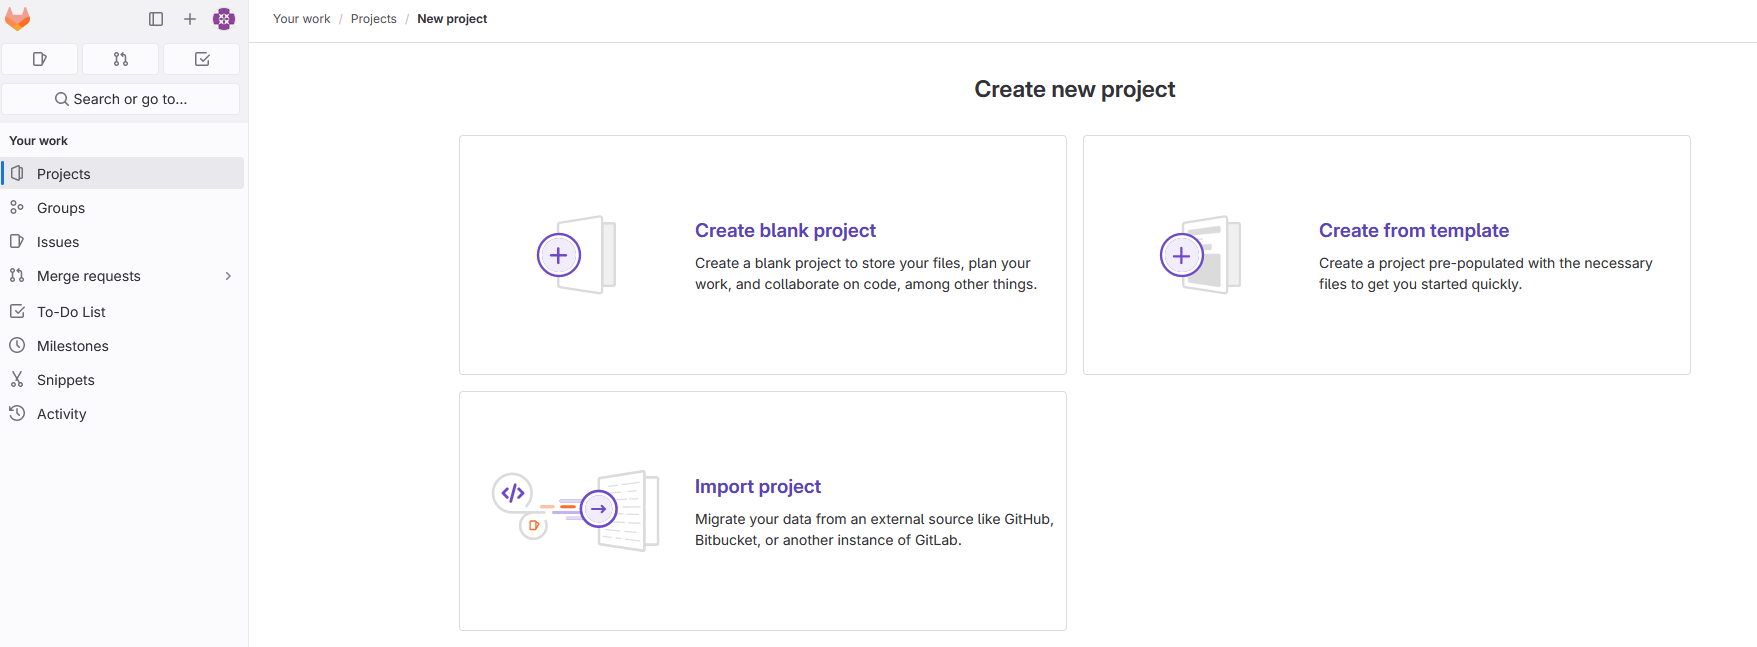 Your work / Projects / New project
Search or go to...
Your work
Projects
Groups
Issues
Merge requests
To-Do List
Milestones
Snippets
Activity
Create new project
Create blank project
Create a blank project to store your files, plan your
work, and collaborate on code, among other things.
Create from template
Create a project pre-populated with the necessary
files to get you started quickly.
Import project
Migrate your data from an external source like GitHub,
Bitbucket, or another instance of GitLab.